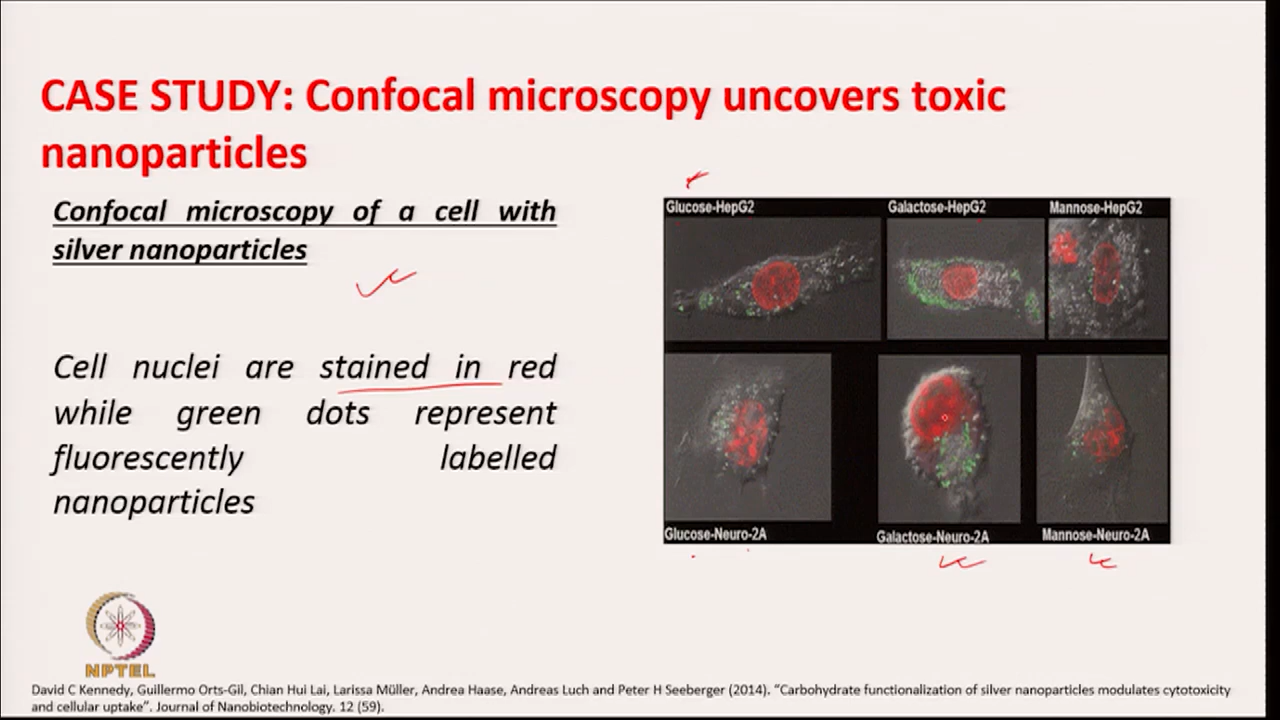 CASE STUDY: Confocal microscopy uncovers toxic
nanoparticles
Confocal microscopy of a cell with
silver nanoparticles
Cell nuclei are stained in red
while green dots represent
fluorescently labelled
nanoparticles
Glucose-HepG2
Galactose-HepG2
Mannose-HepG2
Glucose-Neuro-2A
Galactose-Neuro-2A
Mannose-Neuro-2A
NPTEL
David C Kennedy, Guillermo Orts-Gil, Chian Hui Lai, Larissa Müller, Andrea Haase, Andreas Luch and Peter H Seeberger (2014). “Carbohydrate functionalization of silver nanoparticles modulates cytotoxicity
and cellular uptake”. Journal of Nanobiotechnology. 12 (59).